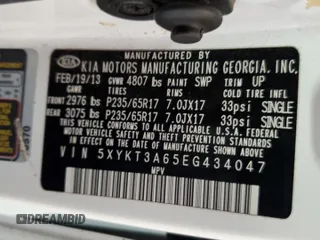 MANUFACTURED BY
KIA KIA MOTORS MANUFACTURING GEORGIA, INC.
FEB/19/13 GVWR 4807 lbs PAINT SWP TRIM UP
GAWR TIRES RIMS
FRONT 2976 lbs P235/65R17 7.0JX17 33psi SINGLE
REAR 3075 lbs P235/65R17 7.0JX17 33psi SINGLE
THIS VEHICLE CONFORMS TO ALL APPLICABLE
U.S. FEDERAL MOTOR VEHICLE SAFETY AND
THEFT PREVENTION STANDARDS IN EFFECT ON
THE DATE OF MANUFACTURE SHOWN ABOVE
VIN 5XYKT3A65EG434047
MPV
DREAMBID